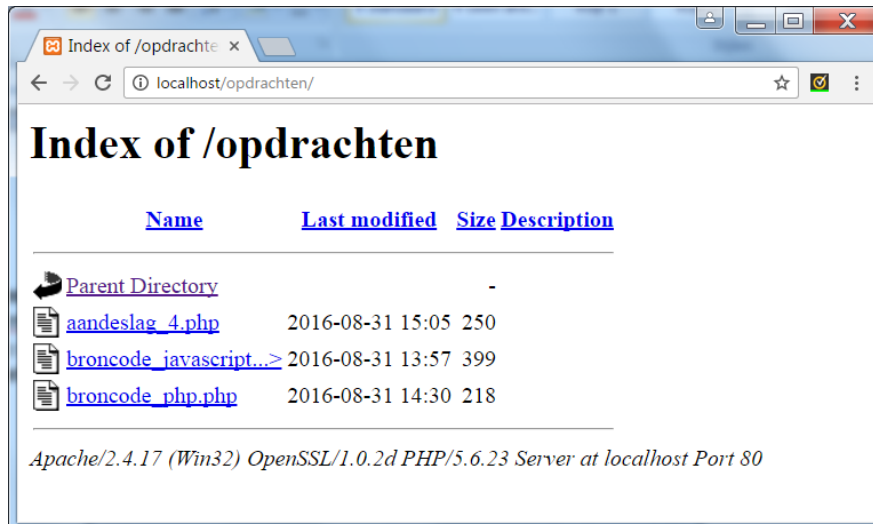 Index of /opdrachte
localhost/opdrachten/
Index of /opdrachten
Name Last modified Size Description
Parent Directory -
aandeslag_4.php 2016-08-31 15:05 250
broncode_javascript...> 2016-08-31 13:57 399
broncode_php.php 2016-08-31 14:30 218
Apache/2.4.17 (Win32) OpenSSL/1.0.2d PHP/5.6.23 Server at localhost Port 80